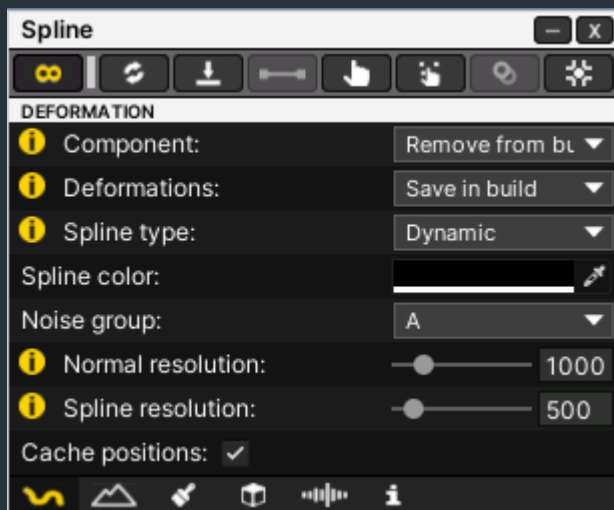 Spline
X
DEFORMATION
Component: Remove from bu
Deformations: Save in build
Spline type: Dynamic
Spline color:
Noise group: A
Normal resolution: 1000
Spline resolution: 500
Cache positions: